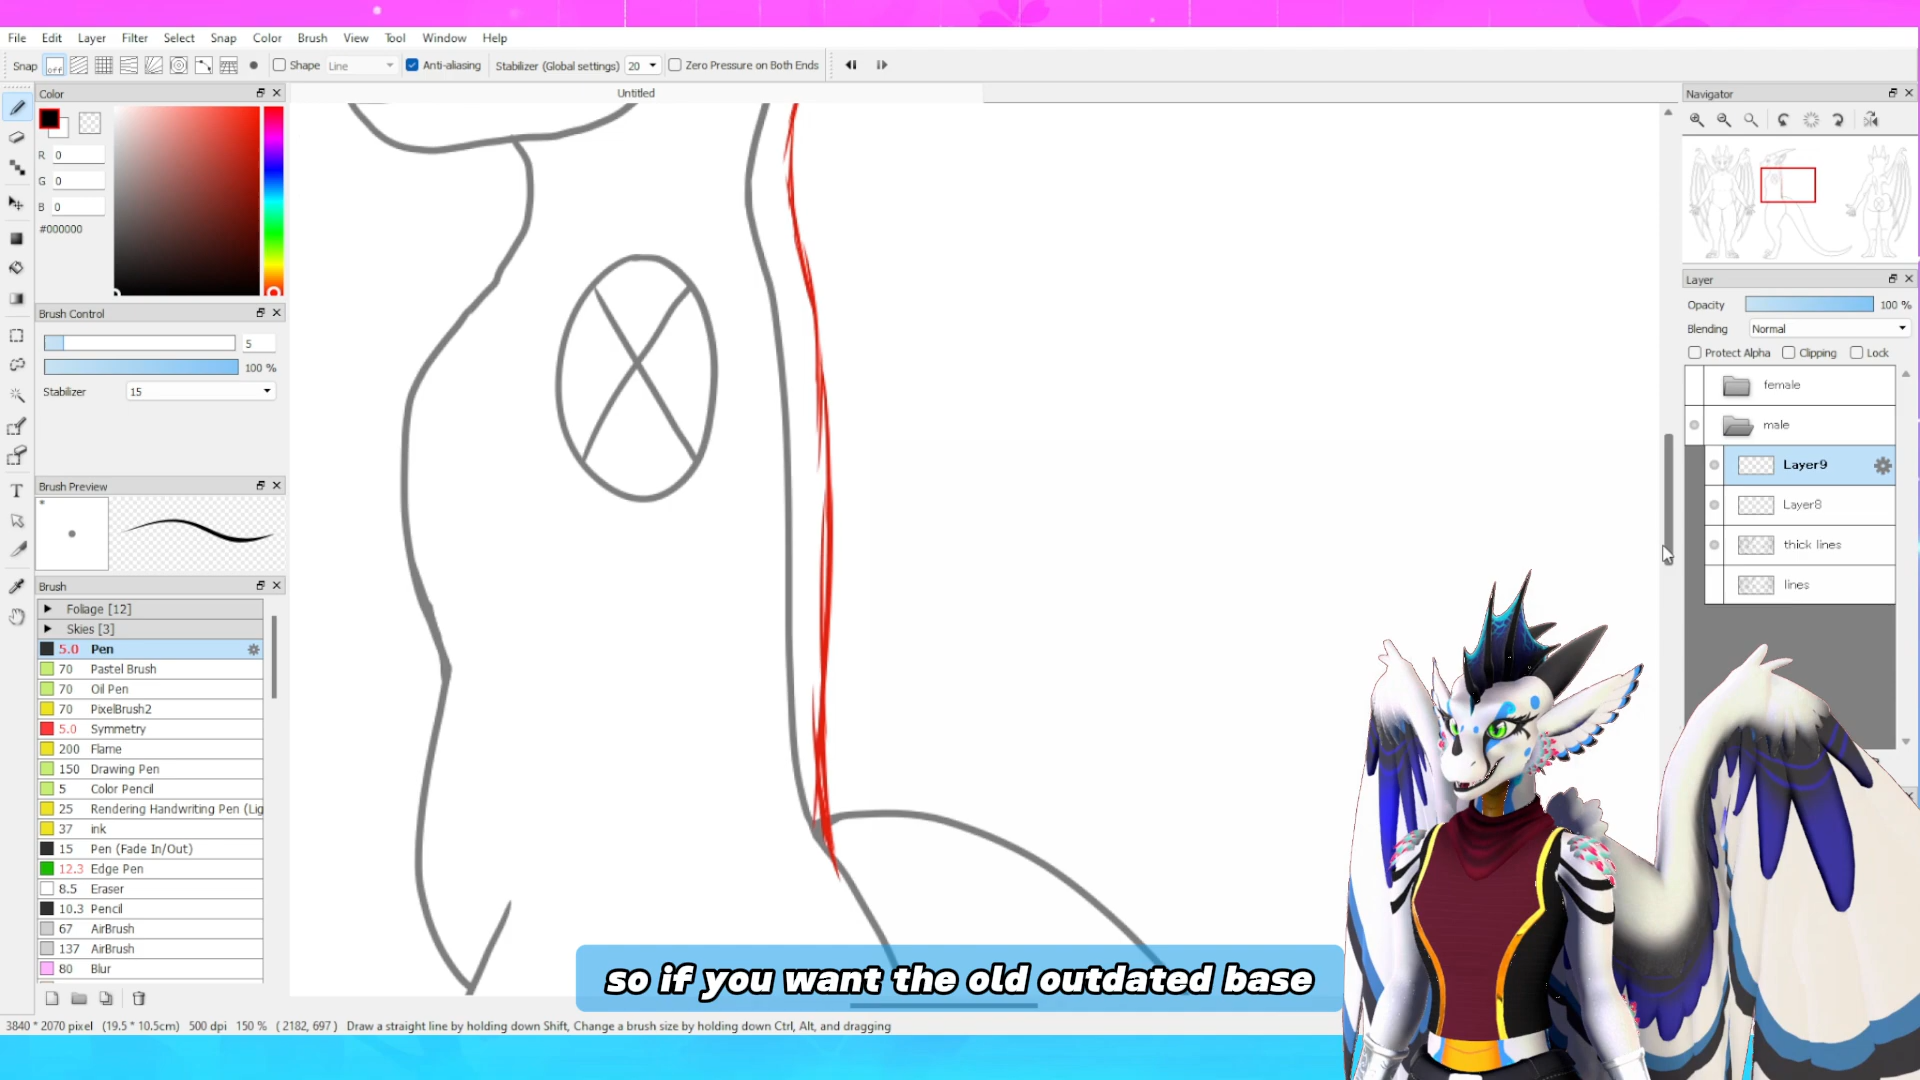 File Edit Layer Filter Select Snap Color Brush View Tool Window Help
Snap off Shape Line Anti-aliasing Stabilizer (Global settings) 20 Zero Pressure on Both Ends
Color
Untitled
Navigator
R 0
G 0
B 0
#000000
Brush Control
5
100 %
Stabilizer 15
Brush Preview
Brush
Foliage [12]
Skies [3]
5.0 Pen
70 Pastel Brush
70 Oil Pen
70 PixelBrush2
5.0 Symmetry
200 Flame
150 Drawing Pen
5 Color Pencil
25 Rendering Handwriting Pen (Lig
37 ink
15 Pen (Fade In/Out)
12.3 Edge Pen
8.5 Eraser
10.3 Pencil
67 AirBrush
137 AirBrush
80 Blur
Layer
Opacity 100 %
Blending Normal
Protect Alpha Clipping Lock
female
male
Layer9
Layer8
thick lines
lines
so if you want the old outdated base
3840 * 2070 pixel (19.5 * 10.5cm) 500 dpi 150 % ( 2182, 697 ) Draw a straight line by holding down Shift, Change a brush size by holding down Ctrl, Alt, and dragging